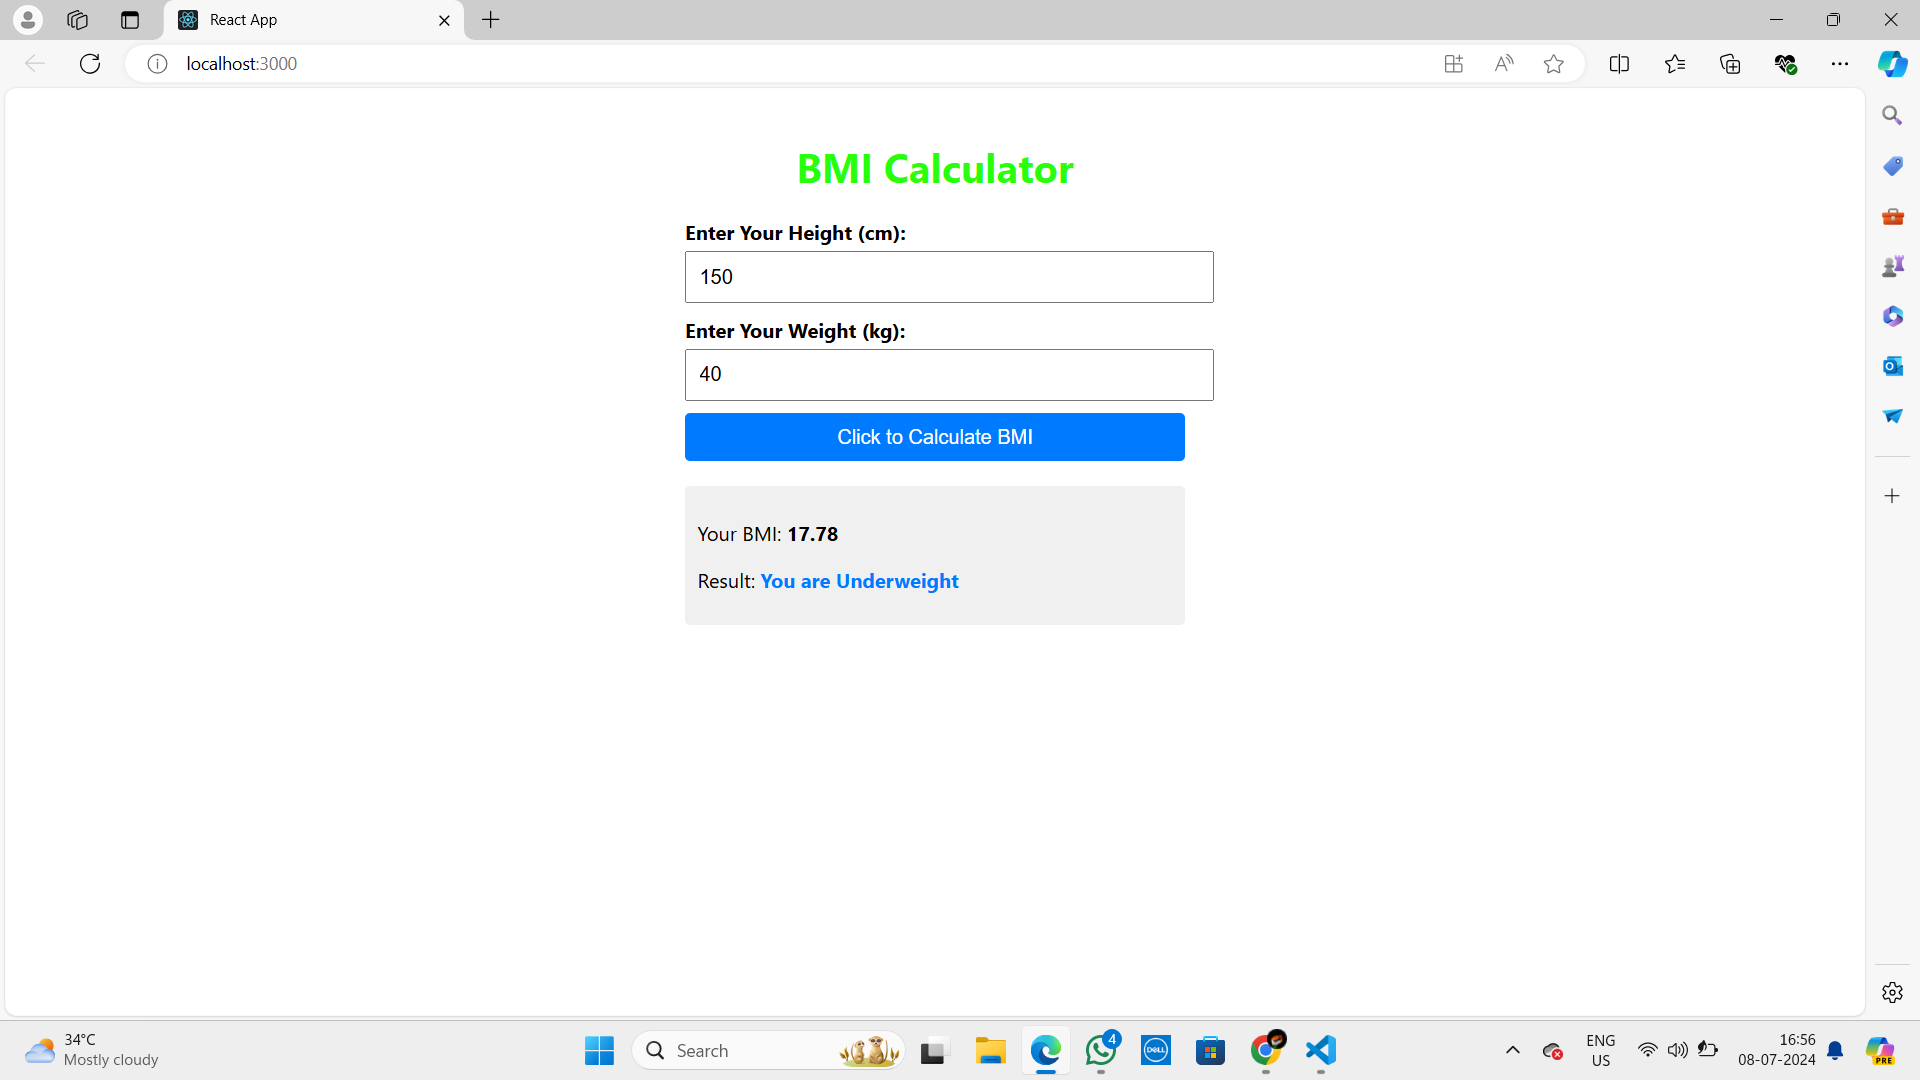 React App
localhost:3000
BMI Calculator
Enter Your Height (cm):
150
Enter Your Weight (kg):
40
Click to Calculate BMI
Your BMI: 17.78
Result: You are Underweight
34°C
Mostly cloudy
Search
4
DELL
ENG
US
16:56
08-07-2024
PRE